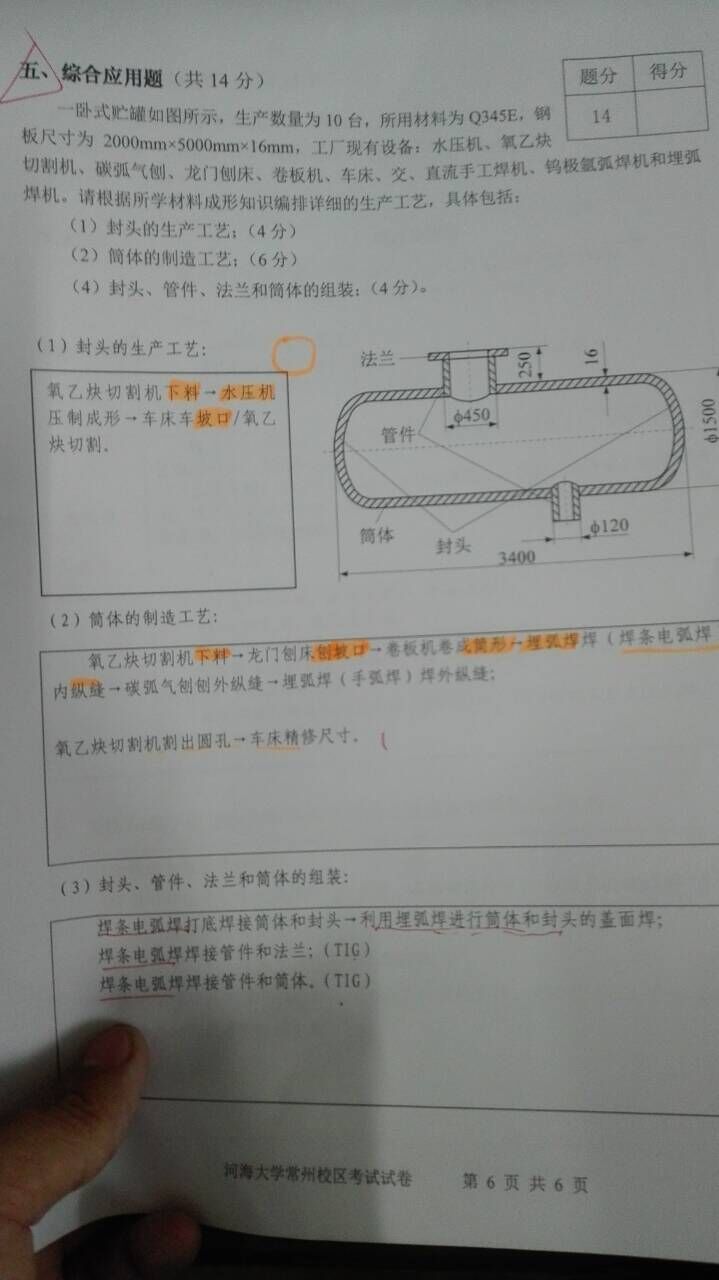 五、综合应用题（共 14 分）
题分 得分
14
一卧式贮罐如图所示，生产数量为 10 台，所用材料为 Q345E，钢
板尺寸为 2000mm×5000mm×16mm，工厂现有设备：水压机、氧乙炔
切割机、碳弧气刨、龙门刨床、卷板机、车床、交、直流手工焊机、钨极氩弧焊机和埋弧
焊机。请根据所学材料成形知识编排详细的生产工艺，具体包括：
（1）封头的生产工艺；（4 分）
（2）筒体的制造工艺；（6 分）
（4）封头、管件、法兰和筒体的组装；（4 分）。
（1）封头的生产工艺：
氧乙炔切割机下料→水压机
压制成形→车床车坡口/氧乙
炔切割．
法兰
250
16
φ450
管件
φ1500
筒体
封头
φ120
3400
（2）筒体的制造工艺：
氧乙炔切割机下料→龙门刨床刨坡口→卷板机卷成筒形→埋弧焊焊（焊条电弧焊
内纵缝→碳弧气刨刨外纵缝→埋弧焊（手弧焊）焊外纵缝；
氧乙炔切割机割出圆孔→车床精修尺寸．
（3）封头、管件、法兰和筒体的组装：
焊条电弧焊打底焊接筒体和封头→利用埋弧焊进行筒体和封头的盖面焊；
焊条电弧焊焊接管件和法兰；（TIG）
焊条电弧焊焊接管件和筒体．（TIG）
河海大学常州校区考试试卷 第 6 页 共 6 页